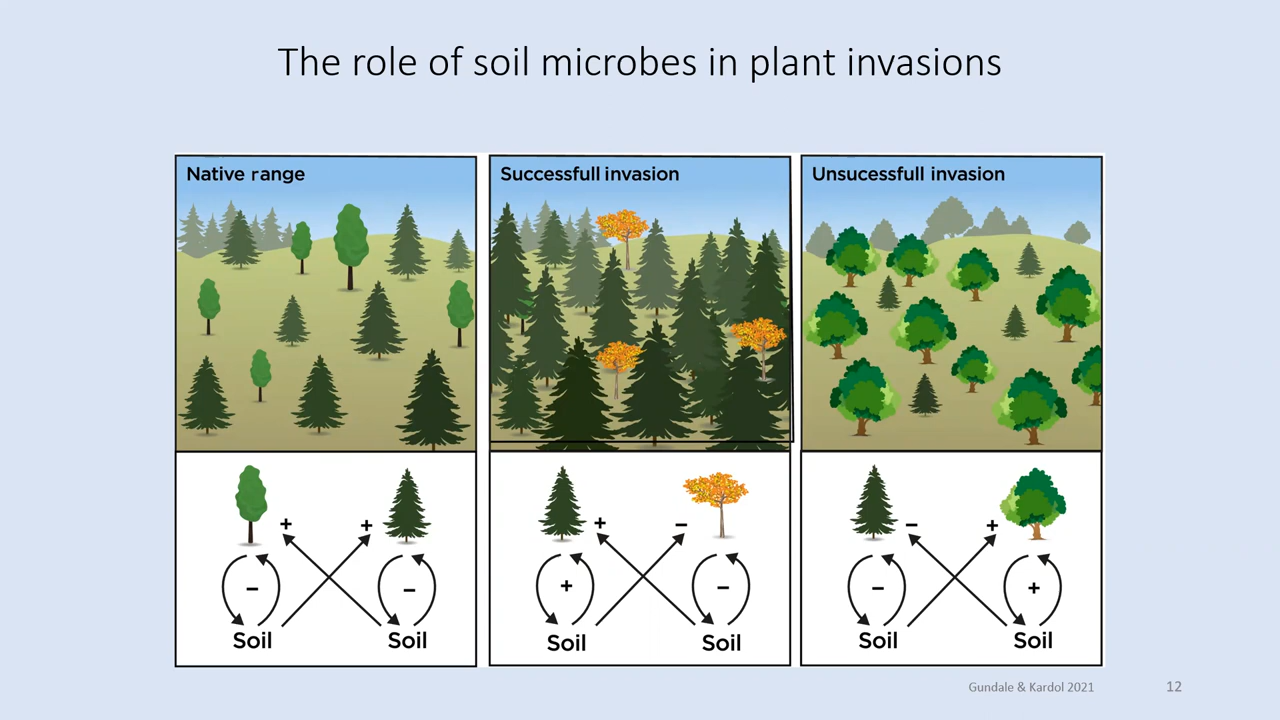 The role of soil microbes in plant invasions
Native range
Successfull invasion
Unsucessfull invasion
+ +
- -
Soil Soil
+ -
+ -
Soil Soil
- +
- +
Soil Soil
Gundale & Kardol 2021
12